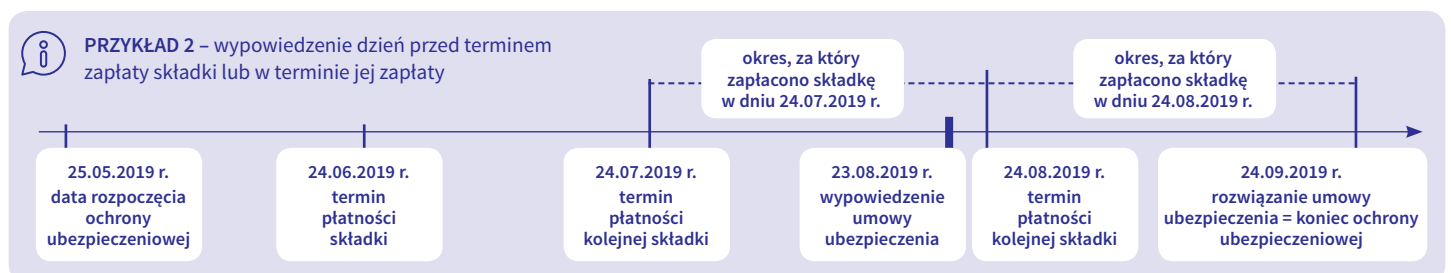 PRZYKŁAD 2 – wypowiedzenie dzień przed terminem
zapłaty składki lub w terminie jej zapłaty
okres, za który
zapłacono składkę
w dniu 24.07.2019 r.
okres, za który
zapłacono składkę
w dniu 24.08.2019 r.
25.05.2019 r.
data rozpoczęcia
ochrony
ubezpieczeniowej
24.06.2019 r.
termin
płatności
składki
24.07.2019 r.
termin
płatności
kolejnej składki
23.08.2019 r.
wypowiedzenie
umowy
ubezpieczenia
24.08.2019 r.
termin
płatności
kolejnej składki
24.09.2019 r.
rozwiązanie umowy
ubezpieczenia = koniec ochrony
ubezpieczeniowej